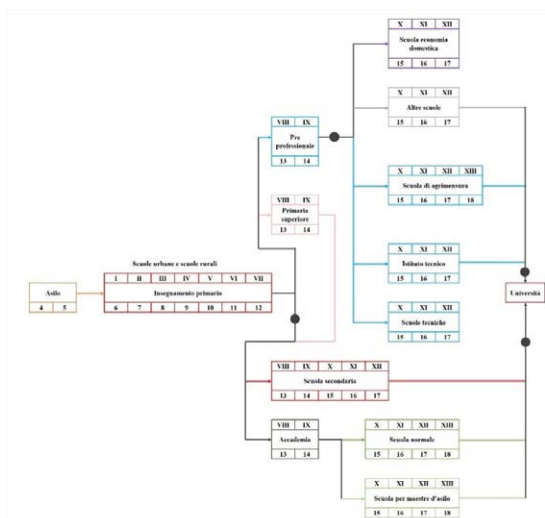 X XI XII
Scuola economia
domestica
15 16 17
X XI XII
Altre scuole
15 16 17
VIII IX
Pre
professionale
13 14
X XI XII XIII
Scuola di agrimensura
15 16 17 18
VIII IX
Primaria
superiore
13 14
X XI XII
Istituto tecnico
15 16 17
Scuole urbane e scuole rurali
Asilo
4 5
I II III IV V VI VII
Insegnamento primario
6 7 8 9 10 11 12
Università
X XI XII
Scuole tecniche
15 16 17
VIII IX X XI XII
Scuola secondaria
13 14 15 16 17
VIII IX
Accademia
13 14
X XI XII XIII
Scuola normale
15 16 17 18
X XI XII XIII
Scuola per maestre d'asilo
15 16 17 18